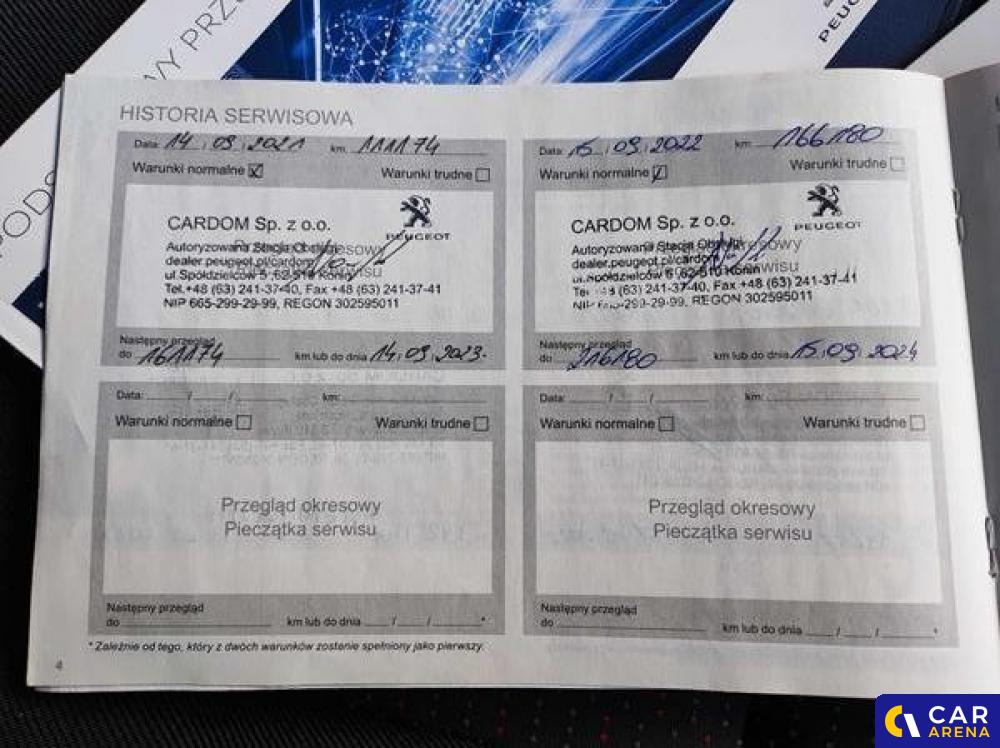 PEUG
HISTORIA SERWISOWA
Data: 14 / 09 / 2021 km: 111174
Warunki normalne ☒ Warunki trudne ☐
CARDOM Sp. z o.o.
PEUGEOT
Autoryzowana Stacja Obsługi
dealer.peugeot.pl/cardom
ul. Spółdzielców 5, 62-510 Konin
Tel.+48 (63) 241-37-40, Fax +48 (63) 241-37-41
NIP 665-299-29-99, REGON 302595011
Następny przegląd
do 161174 km lub do dnia 14 / 09 / 2023.
Data: 15 / 09 / 2022 km: 166180
Warunki normalne ☑ Warunki trudne ☐
CARDOM Sp. z o.o.
PEUGEOT
Autoryzowana Stacja Obsługi
dealer.peugeot.pl/cardom
ul. Spółdzielców 5, 62-510 Konin
Tel. +48 (63) 241-37-40, Fax +48 (63) 241-37-41
NIP 665-299-29-99, REGON 302595011
Następny przegląd
do 216180 km lub do dnia 15 / 09 / 2024
Data: / / km:
Warunki normalne ☐ Warunki trudne ☐
Przegląd okresowy
Pieczątka serwisu
Następny przegląd
do km lub do dnia / / *
Data: / / km:
Warunki normalne ☐ Warunki trudne ☐
Przegląd okresowy
Pieczątka serwisu
Następny przegląd
do km lub do dnia / / *
* Zależnie od tego, który z dwóch warunków zostanie spełniony jako pierwszy.
4
CAR
ARENA